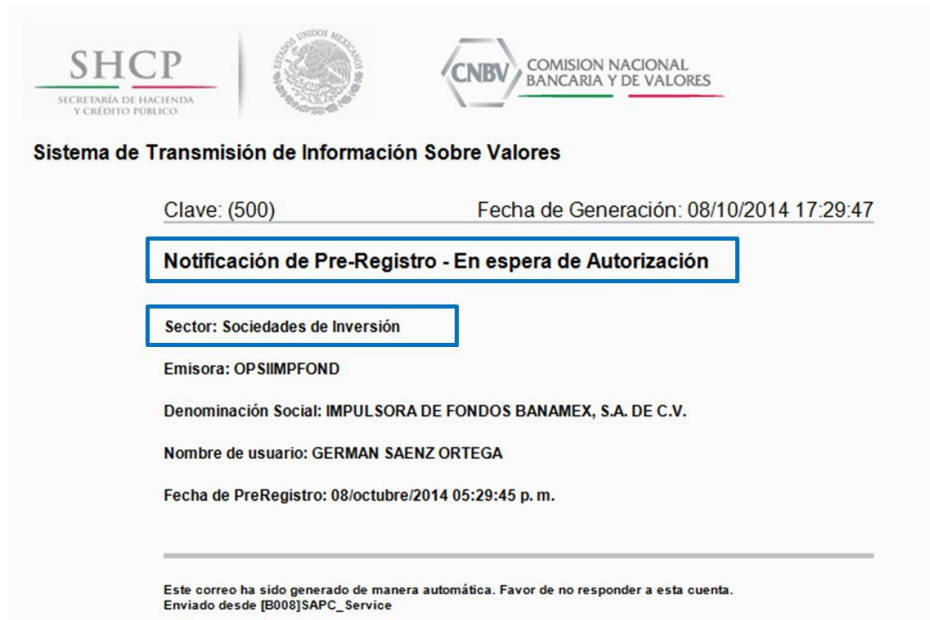 SHCP
SECRETARÍA DE HACIENDA
Y CRÉDITO PÚBLICO
ESTADOS UNIDOS MEXICANOS
CNBV
COMISION NACIONAL
BANCARIA Y DE VALORES
Sistema de Transmisión de Información Sobre Valores
Clave: (500) Fecha de Generación: 08/10/2014 17:29:47
Notificación de Pre-Registro - En espera de Autorización
Sector: Sociedades de Inversión
Emisora: OPSIIMPFOND
Denominación Social: IMPULSORA DE FONDOS BANAMEX, S.A. DE C.V.
Nombre de usuario: GERMAN SAENZ ORTEGA
Fecha de PreRegistro: 08/octubre/2014 05:29:45 p. m.
Este correo ha sido generado de manera automática. Favor de no responder a esta cuenta.
Enviado desde [B008]SAPC_Service